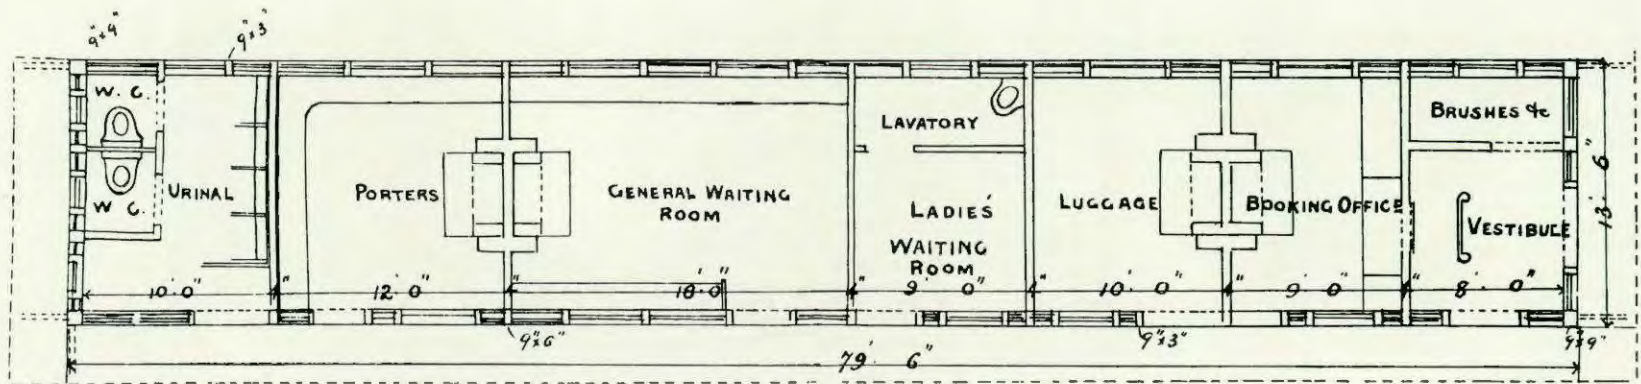 9"x9"
9"x3"
W. C.
W C.
URINAL
PORTERS
GENERAL WAITING
ROOM
LAVATORY
LADIES'
WAITING
ROOM
LUGGAGE
BOOKING OFFICE
BRUSHES &c
VESTIBULE
10'.0"
12'.0"
18'.0"
9'.0"
10'.0"
9'.0"
8'.0"
13'.6"
9"x6"
9"x3"
9"x9"
79'.6"